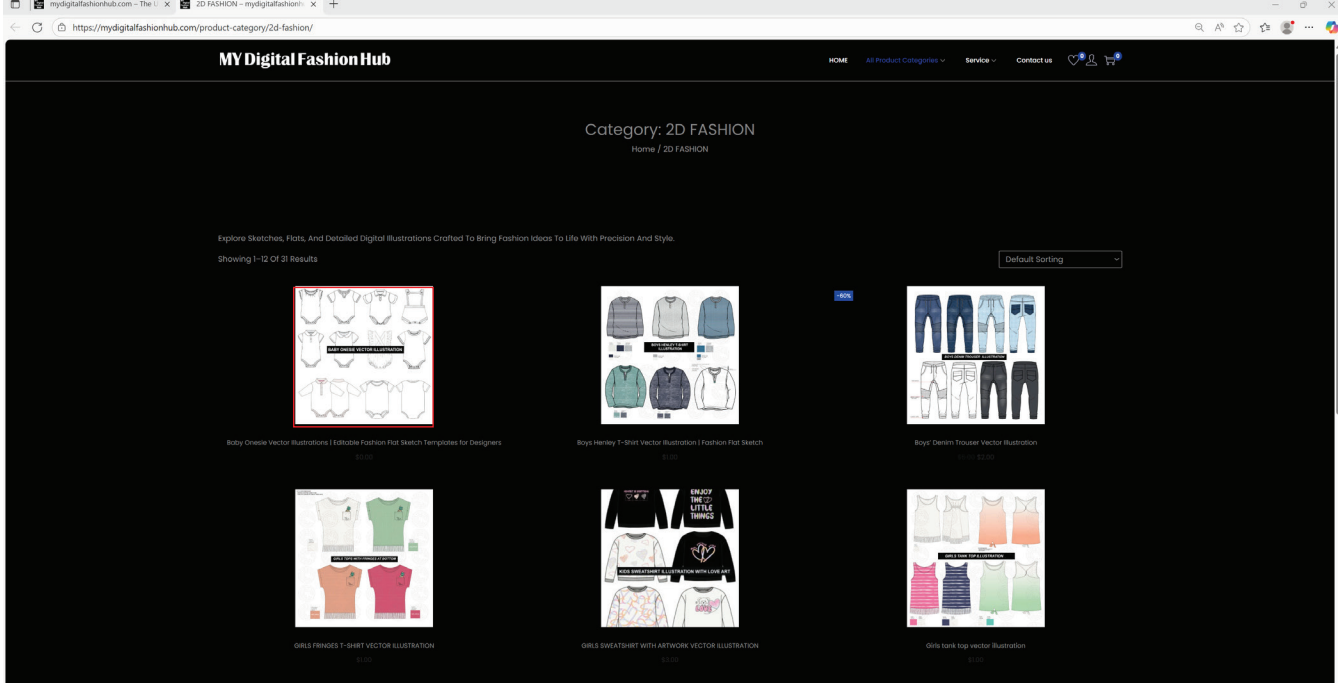 mydigitalfashionhub.com – The
2D FASHION – mydigitalfashionh
https://mydigitalfashionhub.com/product-category/2d-fashion/
MY Digital Fashion Hub
HOME
All Product Categories
Service
Contact us
0
0
Category: 2D FASHION
Home / 2D FASHION
Explore Sketches, Flats, And Detailed Digital Illustrations Crafted To Bring Fashion Ideas To Life With Precision And Style.
Showing 1–12 Of 31 Results
Default Sorting
BABY ONESIE VECTOR ILLUSTRATION
BOYS HENLEY T-SHIRT
ILLUSTRATION
-60%
BOYS DENIM TROUSER ILLUSTRATION
Baby Onesie Vector Illustrations | Editable Fashion Flat Sketch Templates for Designers
$0.00
Boys Henley T-Shirt Vector Illustration | Fashion Flat Sketch
$1.00
Boys' Denim Trouser Vector Illustration
$2.00
GIRLS TOPS WITH FRINGES AT BOTTOM
ENJOY
THE
LITTLE
THINGS
KIDS SWEATSHIRT ILLUSTRATION WITH LOVE ART
LOVE
GIRLS TANK TOP ILLUSTRATION
GIRLS FRINGES T-SHIRT VECTOR ILLUSTRATION
$1.00
GIRLS SWEATSHIRT WITH ARTWORK VECTOR ILLUSTRATION
$3.00
Girls tank top vector illustration
$1.00